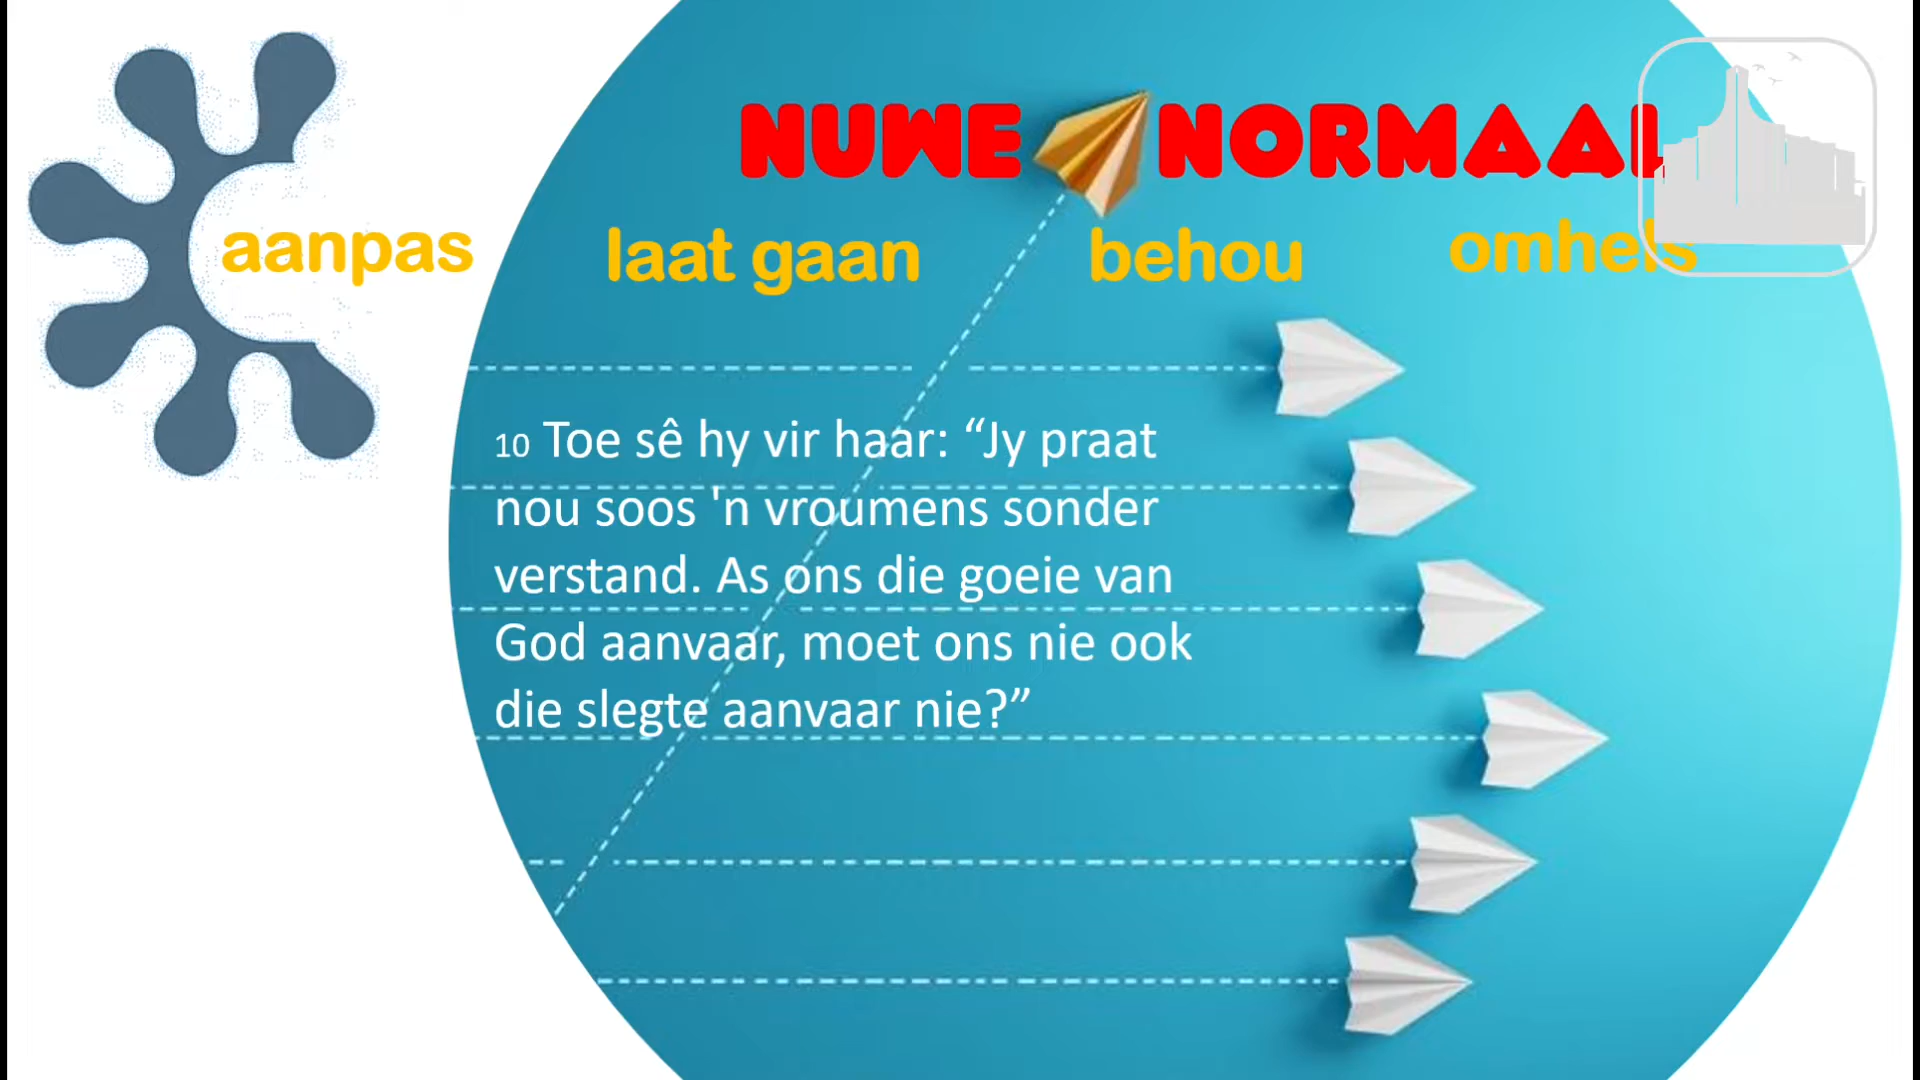 NUWE NORMAAL
aanpas laat gaan behou omhels
10 Toe sê hy vir haar: “Jy praat
nou soos 'n vroumens sonder
verstand. As ons die goeie van
God aanvaar, moet ons nie ook
die slegte aanvaar nie?”